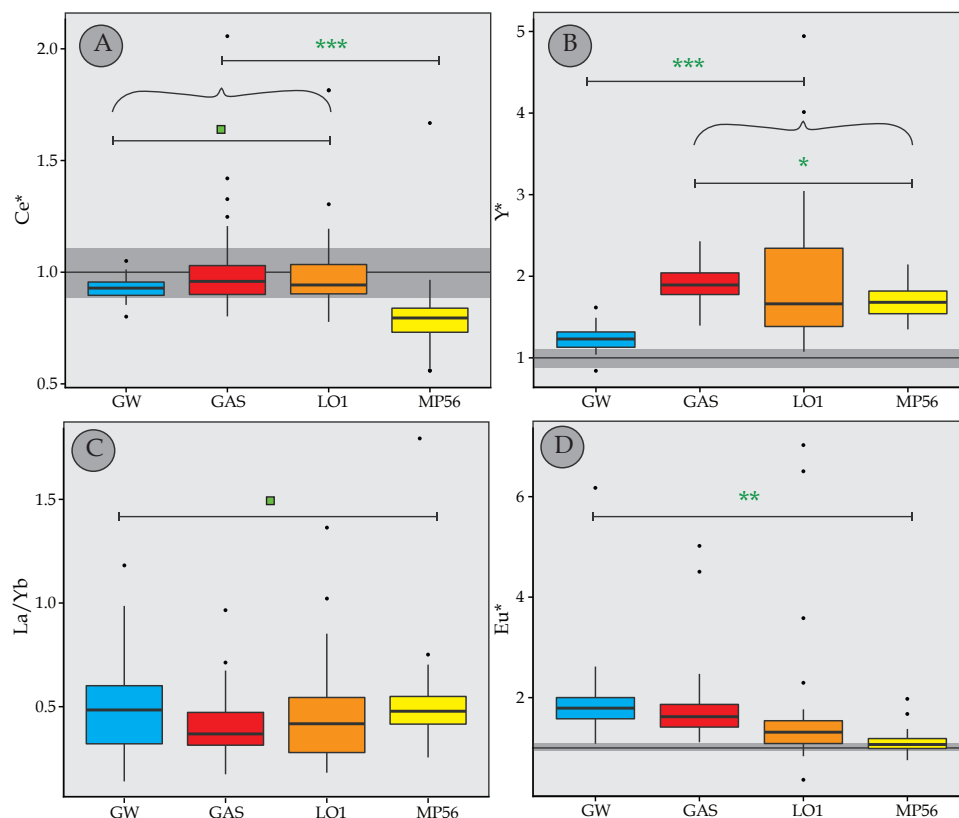 A
Ce*
2.0
1.5
1.0
0.5
***
GW GAS LO1 MP56
B
Y*
5
4
3
2
1
***
*
GW GAS LO1 MP56
C
La/Yb
1.5
1.0
0.5
GW GAS LO1 MP56
D
Eu*
6
4
2
**
GW GAS LO1 MP56